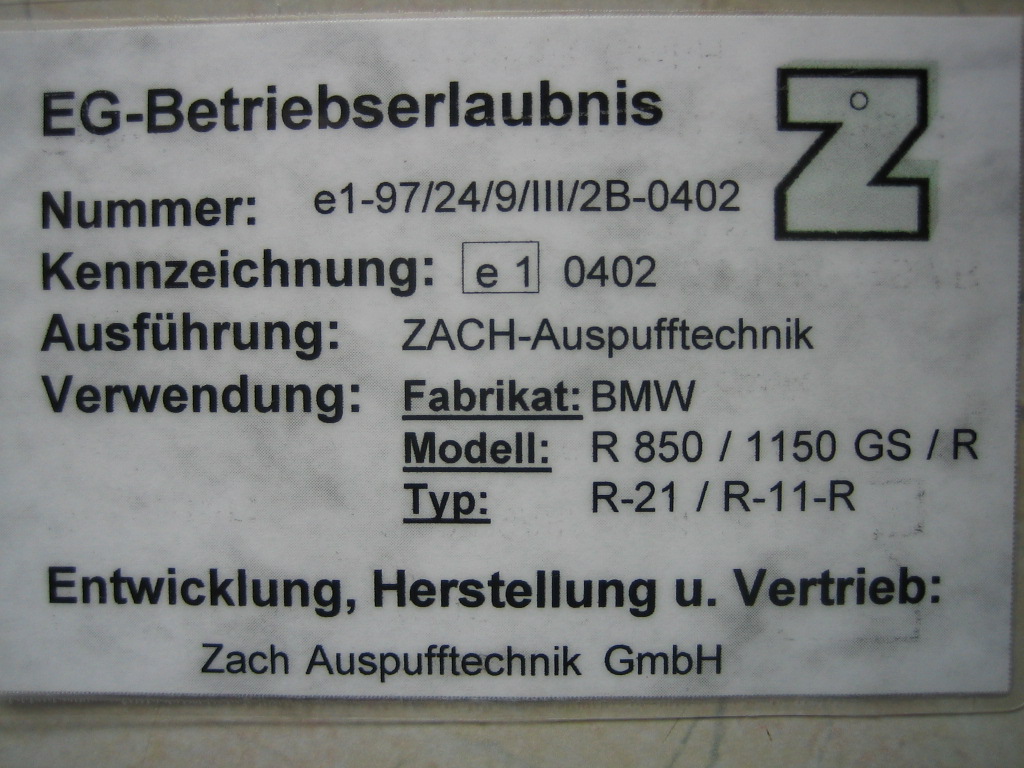 EG-Betriebserlaubnis
Nummer: e1-97/24/9/III/2B-0402
Kennzeichnung: e 1 0402
Ausführung: ZACH-Auspufftechnik
Verwendung: Fabrikat: BMW
Modell: R 850 / 1150 GS / R
Typ: R-21 / R-11-R
Entwicklung, Herstellung u. Vertrieb:
Zach Auspufftechnik GmbH